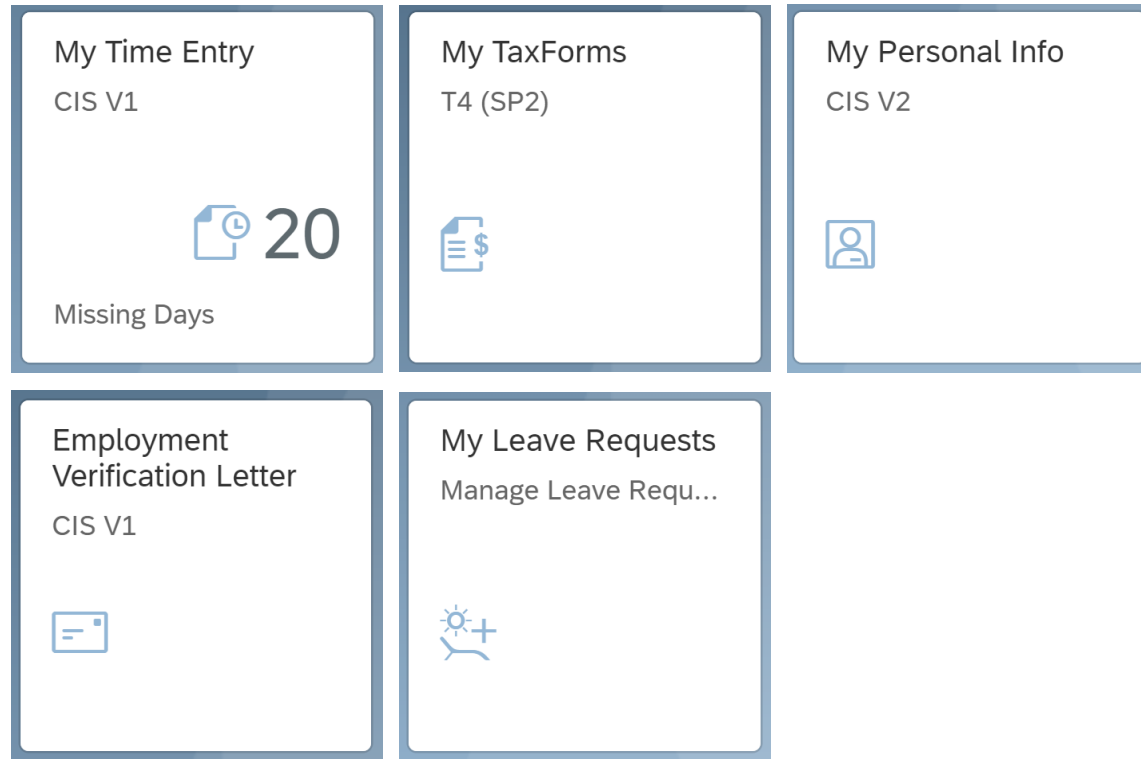 My Time Entry
CIS V1
20
Missing Days
My TaxForms
T4 (SP2)
$
My Personal Info
CIS V2
Employment
Verification Letter
CIS V1
My Leave Requests
Manage Leave Requ...